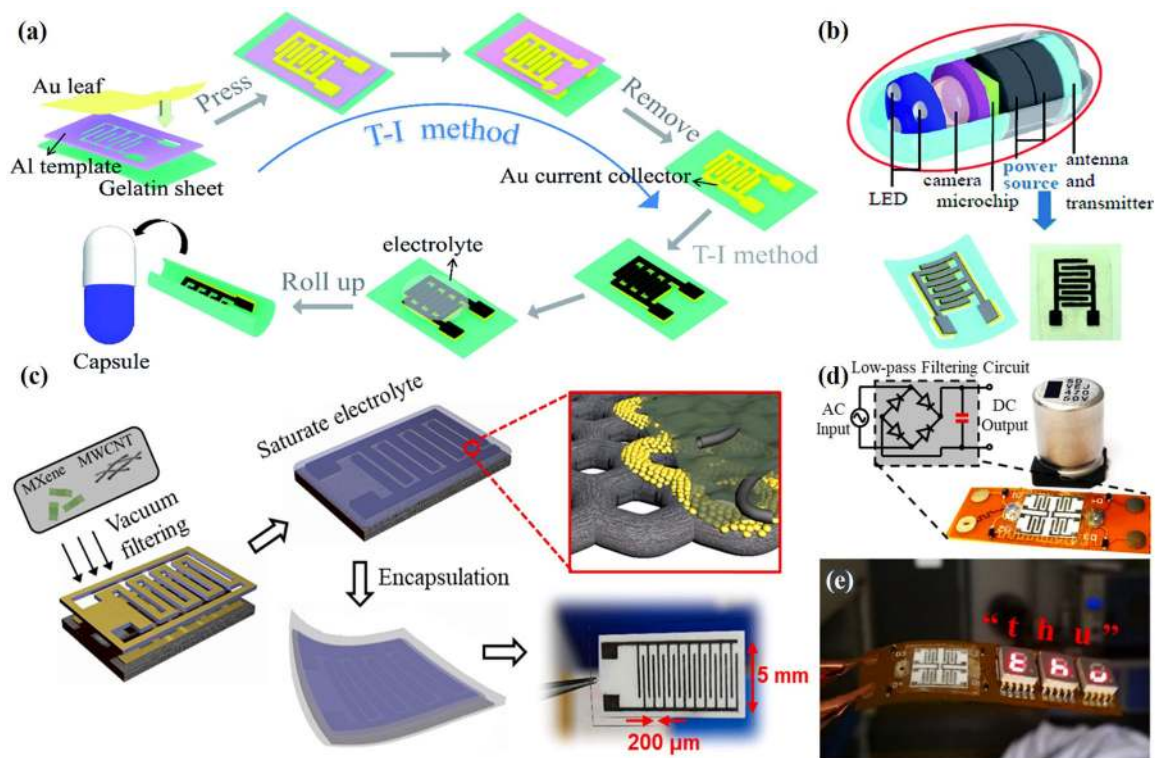 (a)
Au leaf
Al template
Gelatin sheet
Press
T-I method
Remove
Au current collector
T-I method
electrolyte
Roll up
Capsule
(b)
LED
camera
microchip
power
source
antenna
and
transmitter
(c)
MXene
MWCNT
Vacuum
filtering
Saturate electrolyte
Encapsulation
5 mm
200 µm
(d)
Low-pass Filtering Circuit
AC
Input
DC
Output
(e)
“ t h u ”